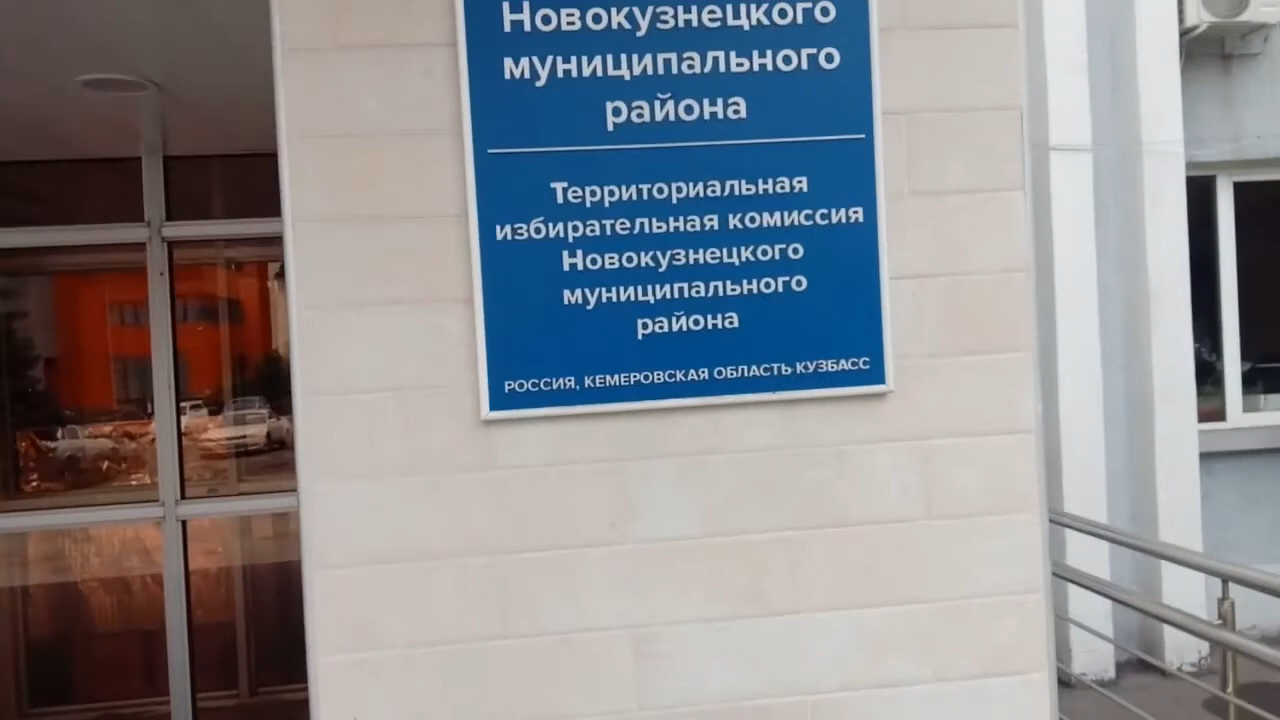 Новокузнецкого
муниципального
района
Территориальная
избирательная комиссия
Новокузнецкого
муниципального
района
РОССИЯ, КЕМЕРОВСКАЯ ОБЛАСТЬ-КУЗБАСС